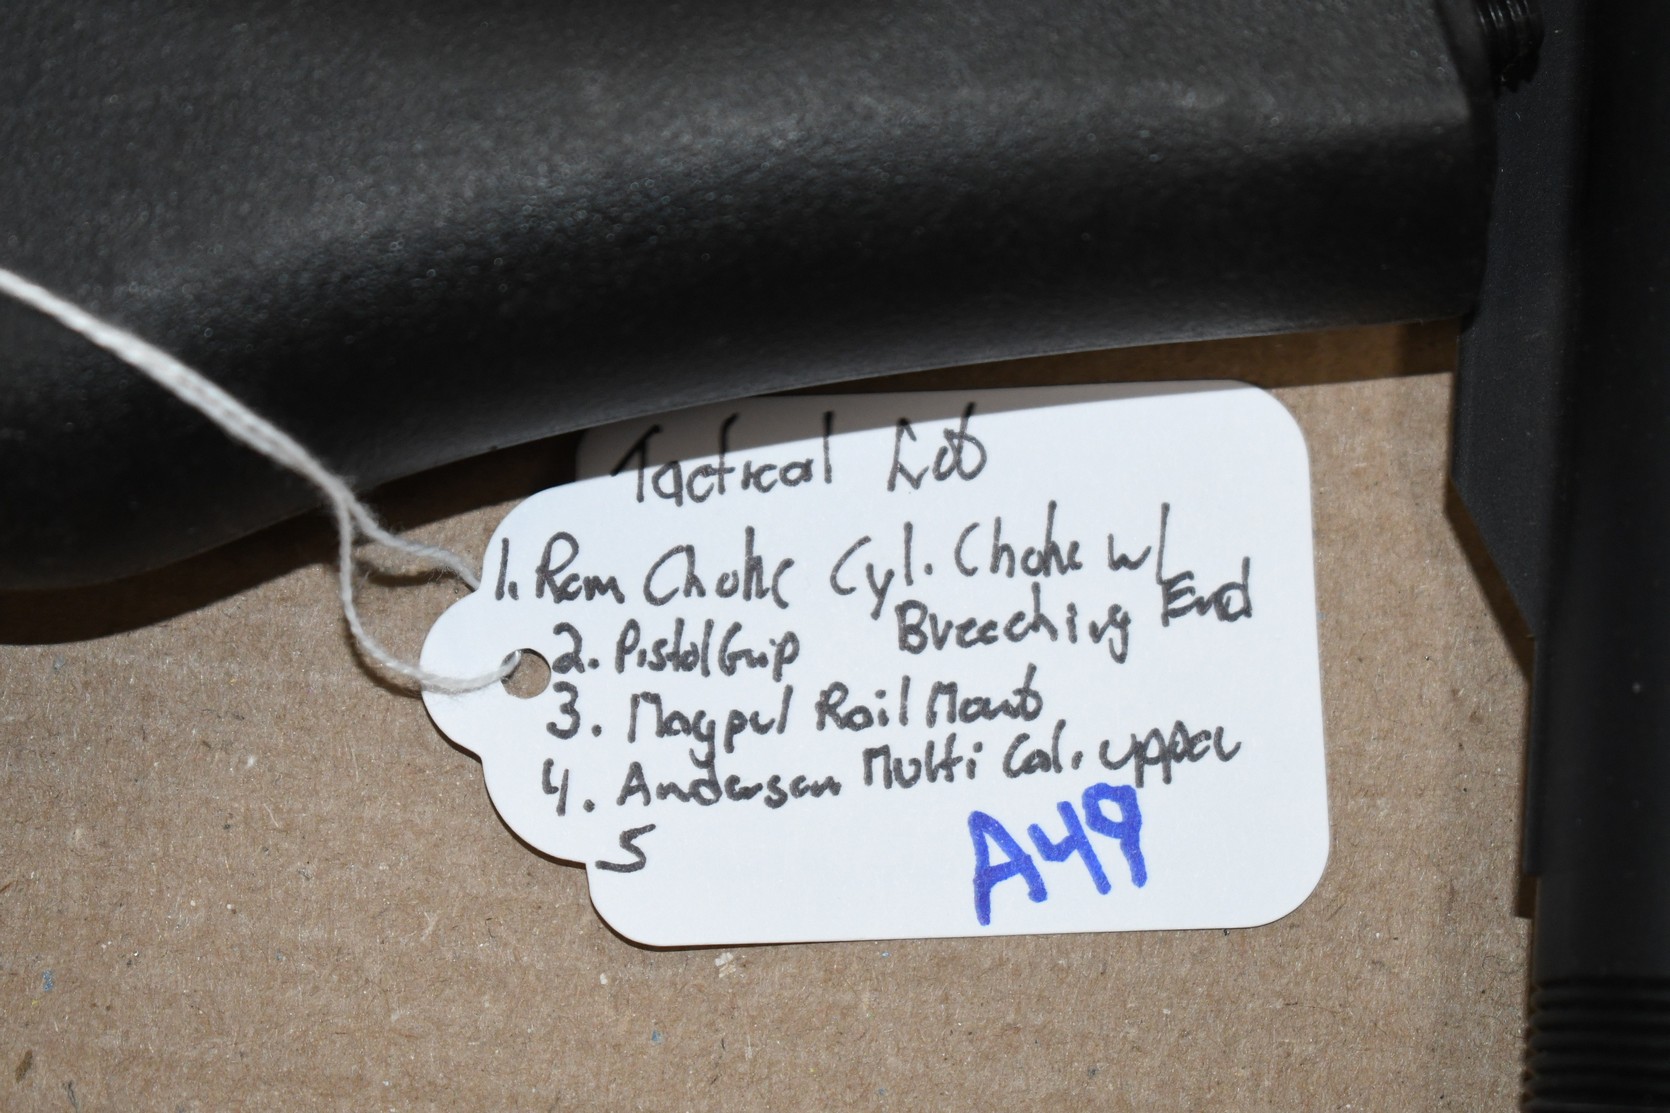 Tactical Lot
1. Rem Choke Cyl. Choke w/
Breeching End
2. Pistol Grip
3. Magpul Rail Mount
4. Anderson Multi Cal. upper
5
A49